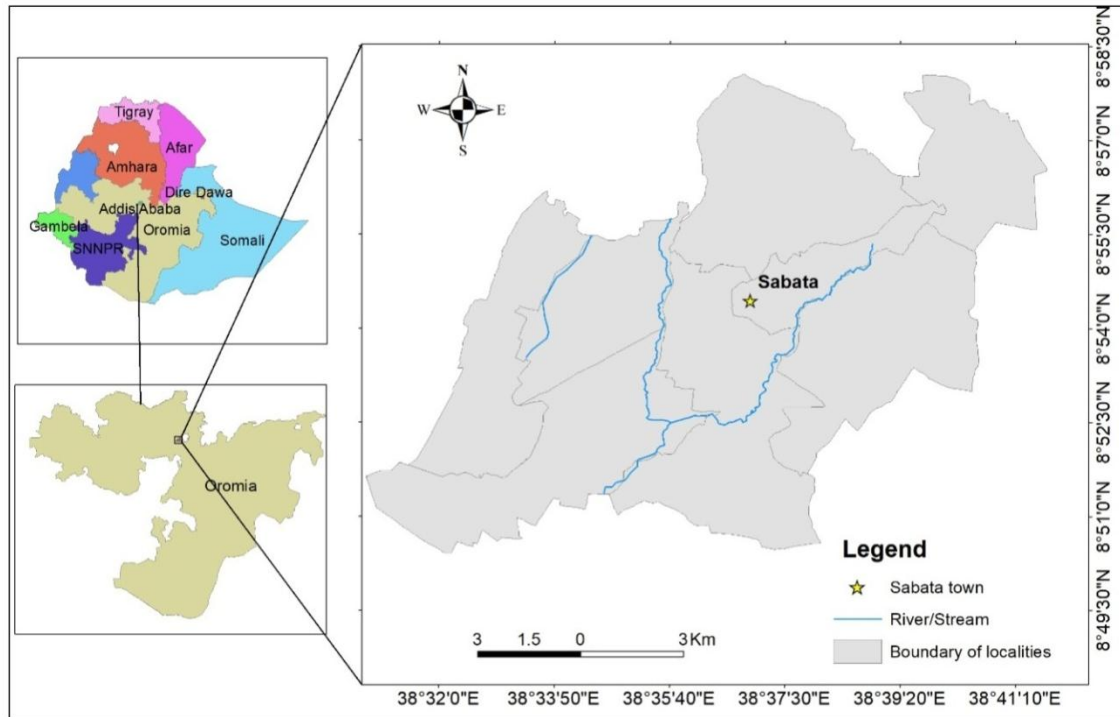 Tigray
Afar
Amhara
Dire Dawa
Addis Ababa
Gambela
Oromia
SNNPR
Somali
Oromia
N
W
E
S
Sabata
Legend
Sabata town
River/Stream
Boundary of localities
3 1.5 0 3 Km
38°32'0"E 38°33'50"E 38°35'40"E 38°37'30"E 38°39'20"E 38°41'10"E
8°58'30"N
8°57'0"N
8°55'30"N
8°54'0"N
8°52'30"N
8°51'0"N
8°49'30"N